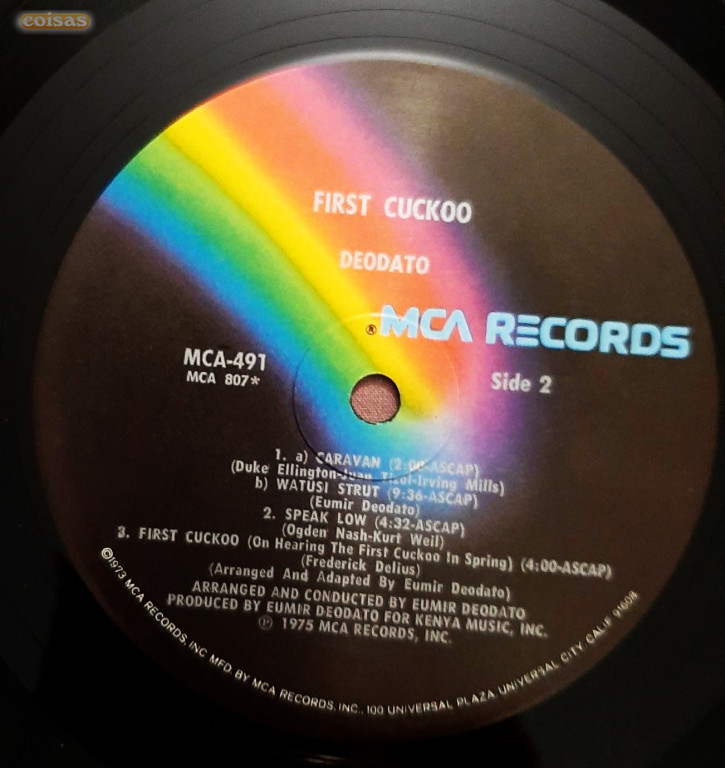 coisas
FIRST CUCKOO
DEODATO
® MCA RECORDS
MCA-491
MCA 807*
Side 2
1. a) CARAVAN (2:00-ASCAP)
(Duke Ellington-Juan Tizol-Irving Mills)
b) WATUSI STRUT (9:36-ASCAP)
(Eumir Deodato)
2. SPEAK LOW (4:32-ASCAP)
(Ogden Nash-Kurt Weil)
3. FIRST CUCKOO (On Hearing The First Cuckoo In Spring) (4:00-ASCAP)
(Frederick Delius)
(Arranged And Adapted By Eumir Deodato)
ARRANGED AND CONDUCTED BY EUMIR DEODATO
PRODUCED BY EUMIR DEODATO FOR KENYA MUSIC, INC.
℗ 1975 MCA RECORDS, INC.
©1973 MCA RECORDS, INC MFD. BY MCA RECORDS, INC., 100 UNIVERSAL PLAZA UNIVERSAL CITY. CALIF 91608